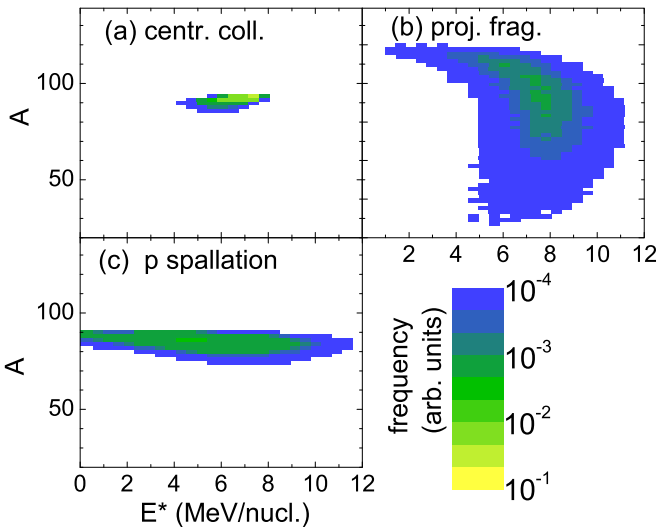 (a) centr. coll.
(b) proj. frag.
100
50
A
2 4 6 8 10 12
(c) p spallation
100
50
A
0 2 4 6 8 10 12
E* (MeV/nucl.)
frequency
(arb. units)
10-4
10-3
10-2
10-1